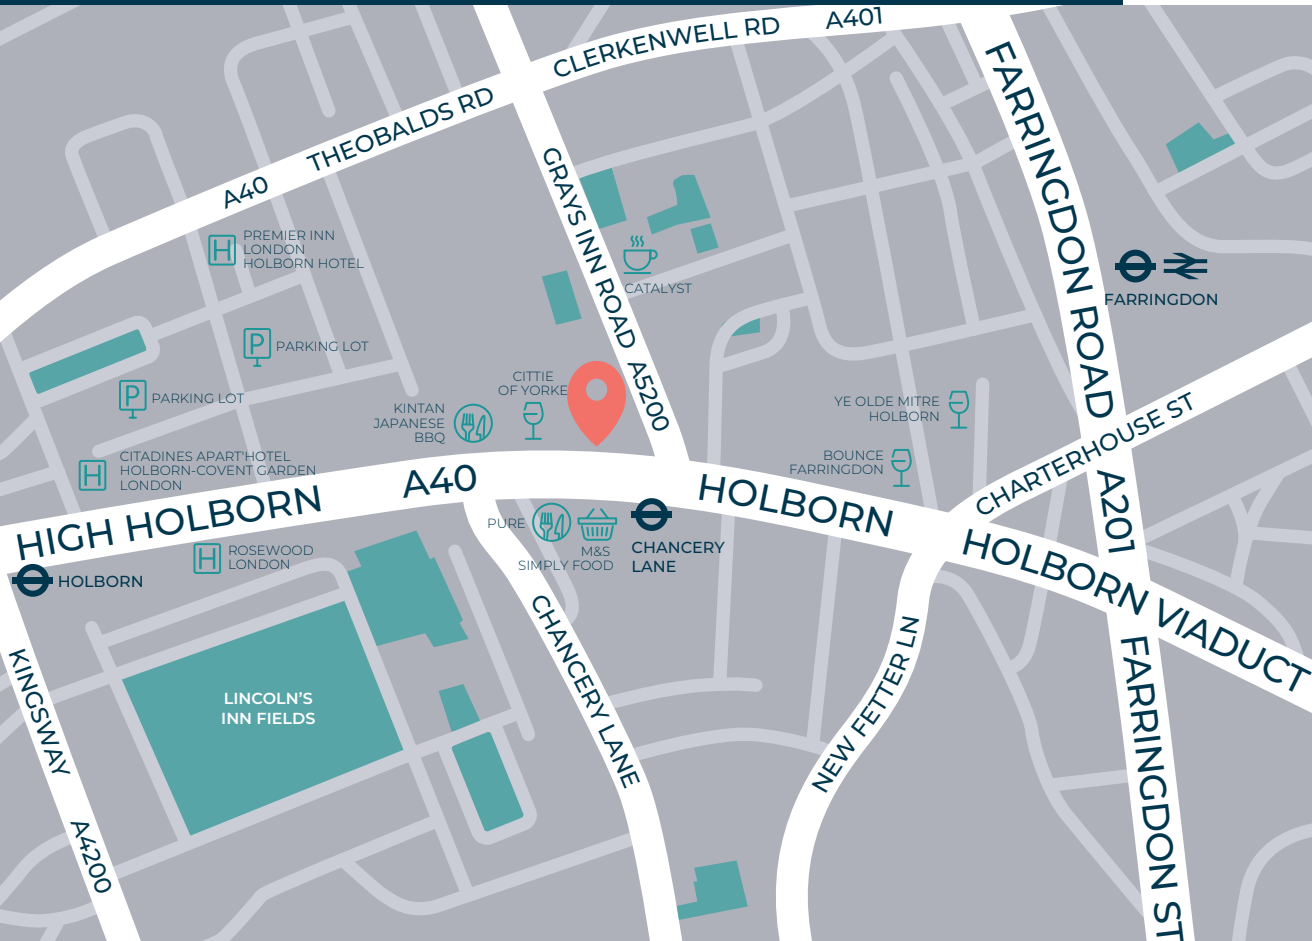 CLERKENWELL RD
A401
THEOBALDS RD
A40
FARRINGDON ROAD
GRAYS INN ROAD
A5200
PREMIER INN
LONDON
HOLBORN HOTEL
H
CATALYST
FARRINGDON
P
PARKING LOT
P
PARKING LOT
CITTIE
OF YORKE
KINTAN
JAPANESE
BBQ
YE OLDE MITRE
HOLBORN
BOUNCE
FARRINGDON
CHARTERHOUSE ST
H
CITADINES APART'HOTEL
HOLBORN-COVENT GARDEN
LONDON
A40
HIGH HOLBORN
HOLBORN
A201
PURE
M&S
SIMPLY FOOD
CHANCERY
LANE
H
ROSEWOOD
LONDON
HOLBORN
HOLBORN VIADUCT
KINGSWAY
A4200
LINCOLN'S
INN FIELDS
CHANCERY LANE
NEW FETTER LN
FARRINGDON ST